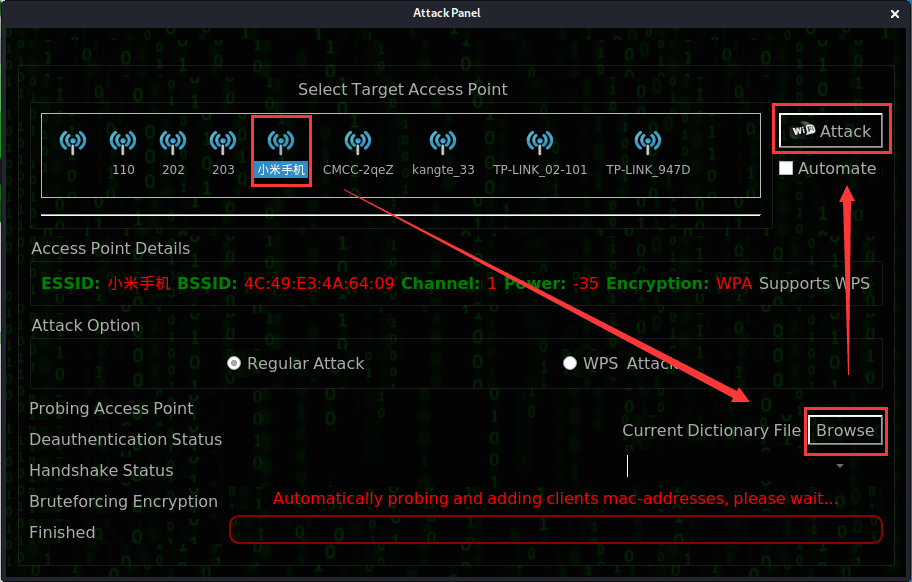 Attack Panel
Select Target Access Point
110 202 203 小米手机 CMCC-2qeZ kangte_33 TP-LINK_02-101 TP-LINK_947D
WiFi Attack
Automate
Access Point Details
ESSID: 小米手机 BSSID: 4C:49:E3:4A:64:09 Channel: 1 Power: -35 Encryption: WPA Supports WPS
Attack Option
Regular Attack WPS Attack
Probing Access Point
Current Dictionary File Browse
Deauthentication Status
Handshake Status
Automatically probing and adding clients mac-addresses, please wait...
Bruteforcing Encryption
Finished